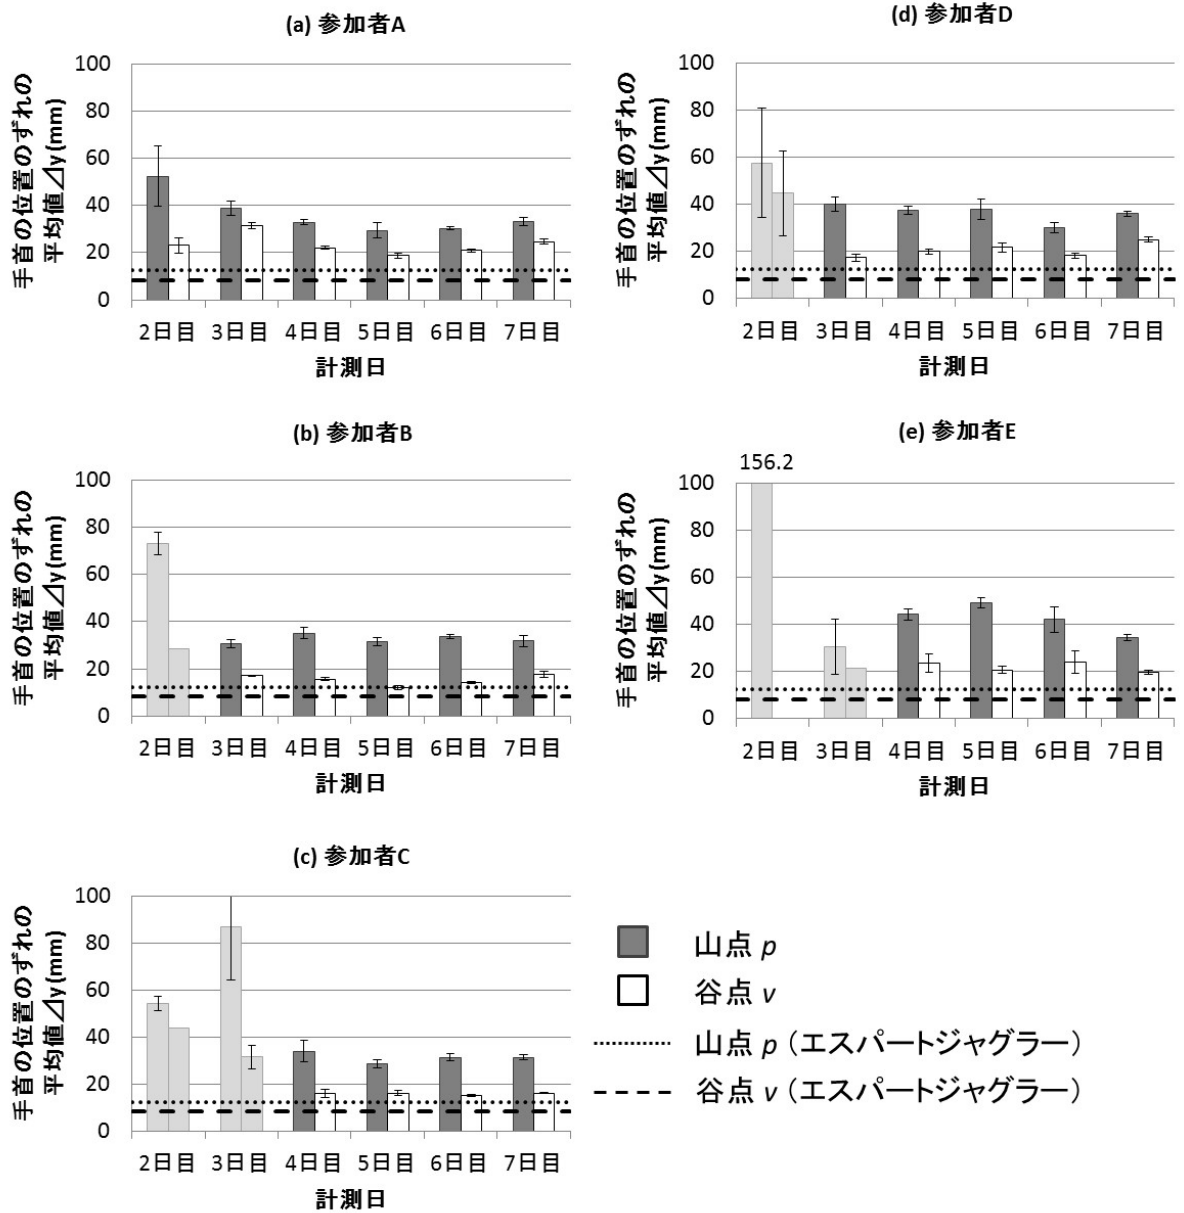 (a) 参加者A
手首の位置のずれの
平均値⊿y(mm)
100
80
60
40
20
0
2日目 3日目 4日目 5日目 6日目 7日目
計測日
(b) 参加者B
手首の位置のずれの
平均値⊿y(mm)
100
80
60
40
20
0
2日目 3日目 4日目 5日目 6日目 7日目
計測日
(c) 参加者C
手首の位置のずれの
平均値⊿y(mm)
100
80
60
40
20
0
2日目 3日目 4日目 5日目 6日目 7日目
計測日
(d) 参加者D
手首の位置のずれの
平均値⊿y(mm)
100
80
60
40
20
0
2日目 3日目 4日目 5日目 6日目 7日目
計測日
(e) 参加者E
156.2
手首の位置のずれの
平均値⊿y(mm)
100
80
60
40
20
0
2日目 3日目 4日目 5日目 6日目 7日目
計測日
山点 p
谷点 v
山点 p（エスパートジャグラー）
谷点 v（エスパートジャグラー）